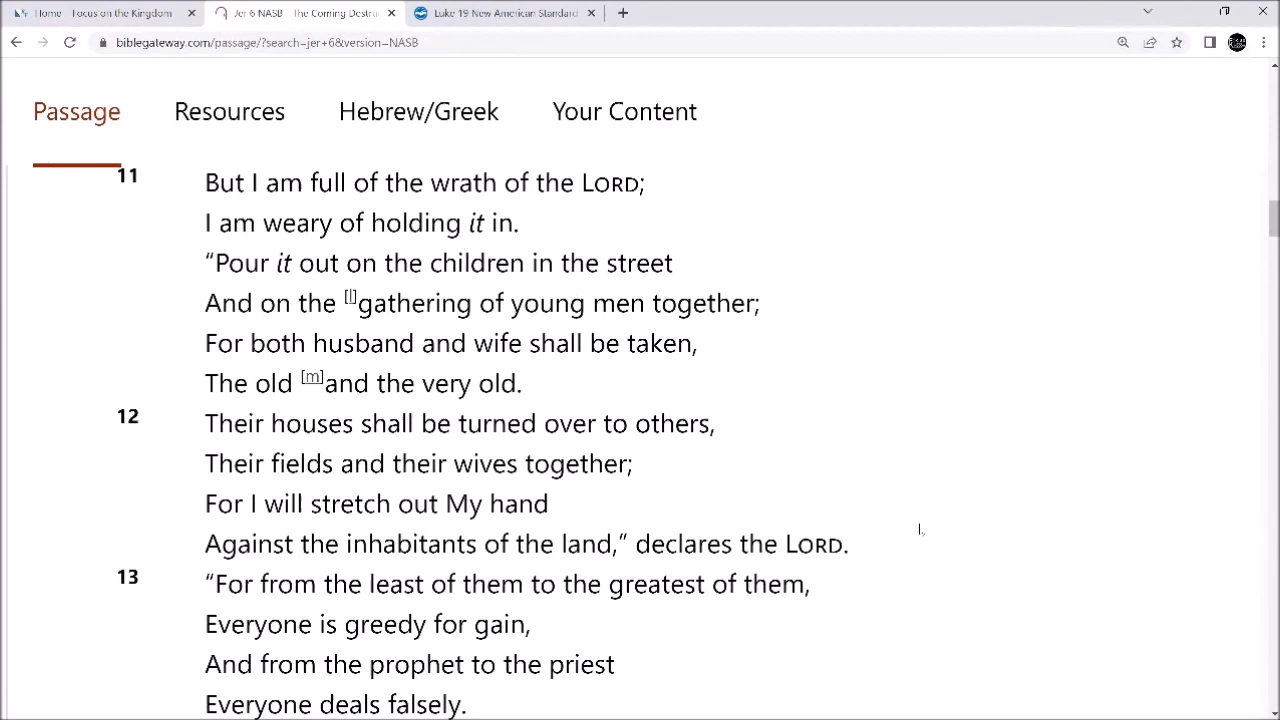 Home - Focus on the Kingdom
Jer 6 NASB - The Coming Destruc
Luke 19 New American Standard
biblegateway.com/passage/?search=jer+6&version=NASB
Passage Resources Hebrew/Greek Your Content
11 But I am full of the wrath of the LORD;
I am weary of holding it in.
“Pour it out on the children in the street
And on the [l]gathering of young men together;
For both husband and wife shall be taken,
The old [m]and the very old.
12 Their houses shall be turned over to others,
Their fields and their wives together;
For I will stretch out My hand
Against the inhabitants of the land,” declares the LORD.
13 “For from the least of them to the greatest of them,
Everyone is greedy for gain,
And from the prophet to the priest
Everyone deals falsely.